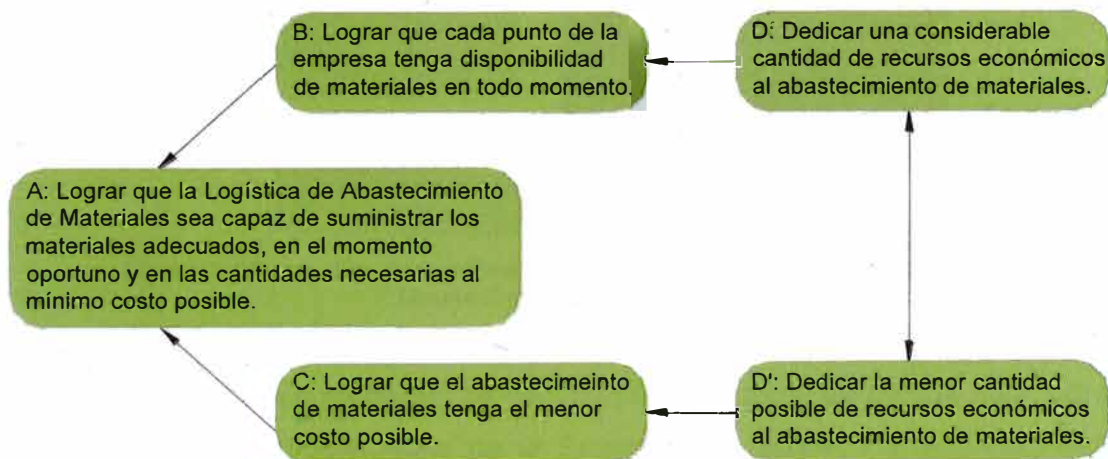 B: Lograr que cada punto de la
empresa tenga disponibilidad
de materiales en todo momento.
D: Dedicar una considerable
cantidad de recursos económicos
al abastecimiento de materiales.
A: Lograr que la Logística de Abastecimiento
de Materiales sea capaz de suministrar los
materiales adecuados, en el momento
oportuno y en las cantidades necesarias al
mínimo costo posible.
C: Lograr que el abastecimeinto
de materiales tenga el menor
costo posible.
D': Dedicar la menor cantidad
posible de recursos económicos
al abastecimiento de materiales.